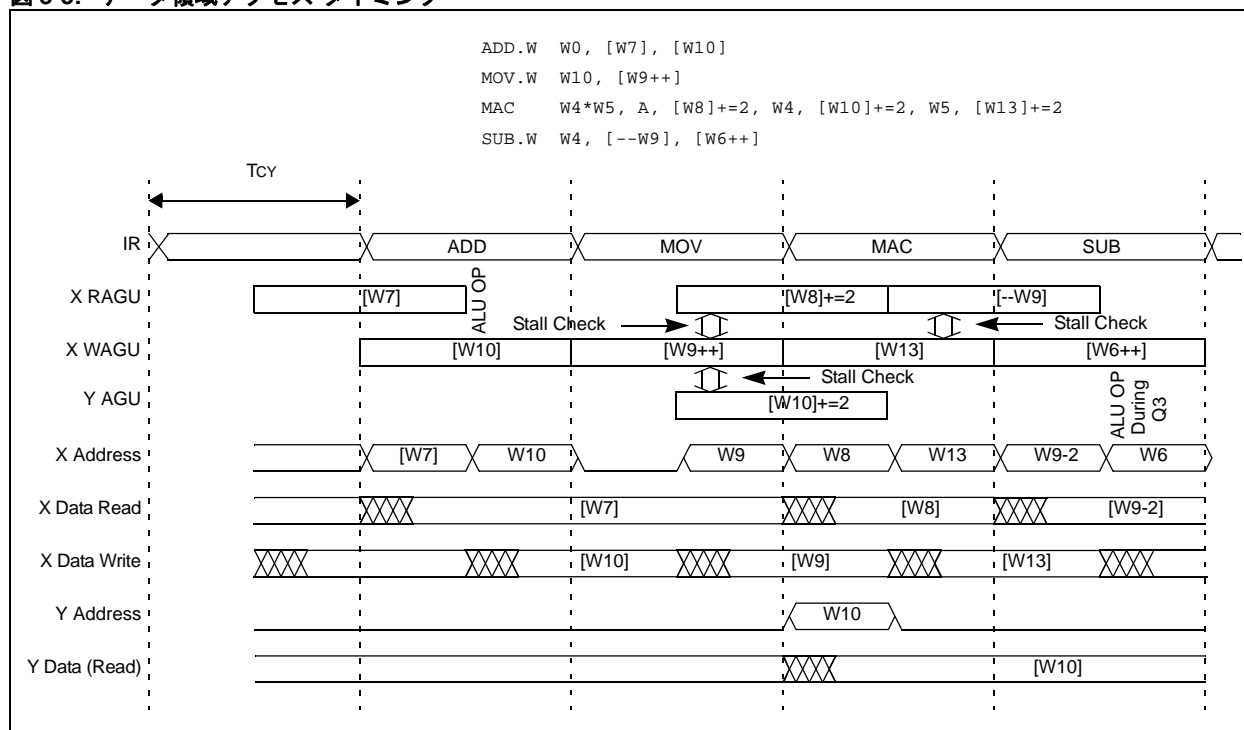 ADD.W W0, [W7], [W10]
MOV.W W10, [W9++]
MAC W4*W5, A, [W8]+=2, W4, [W10]+=2, W5, [W13]+=2
SUB.W W4, [--W9], [W6++]
TCY
IR ADD MOV MAC SUB
X RAGU [W7] ALU OP [W8]+=2 [--W9]
Stall Check Stall Check
X WAGU [W10] [W9++] [W13] [W6++]
Stall Check
Y AGU [W10]+=2 ALU OP During Q3
X Address [W7] W10 W9 W8 W13 W9-2 W6
X Data Read [W7] [W8] [W9-2]
X Data Write [W10] [W9] [W13]
Y Address W10
Y Data (Read) [W10]